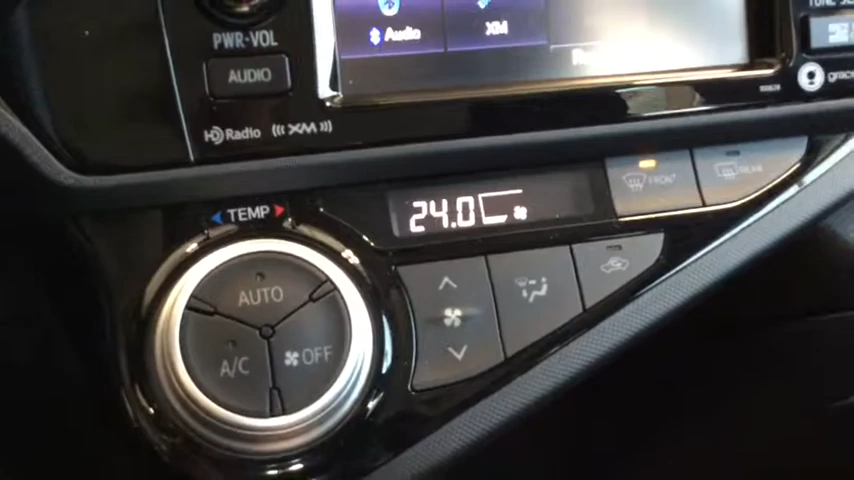 PWR•VOL
AUDIO
Audio
XM
HD Radio ((XM))
TEMP
24.0
FRONT
REAR
AUTO
A/C
OFF